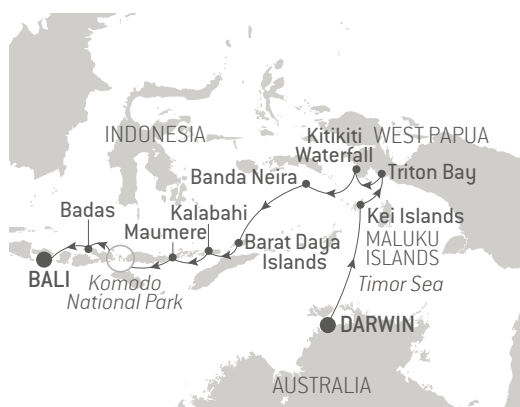 INDONESIA
Kitikiti
Waterfall
WEST PAPUA
Banda Neira
Triton Bay
Badas
Kalabahi
Kei Islands
Maumere
Barat Daya
Islands
MALUKU
ISLANDS
BALI
Komodo
National Park
Timor Sea
DARWIN
AUSTRALIA